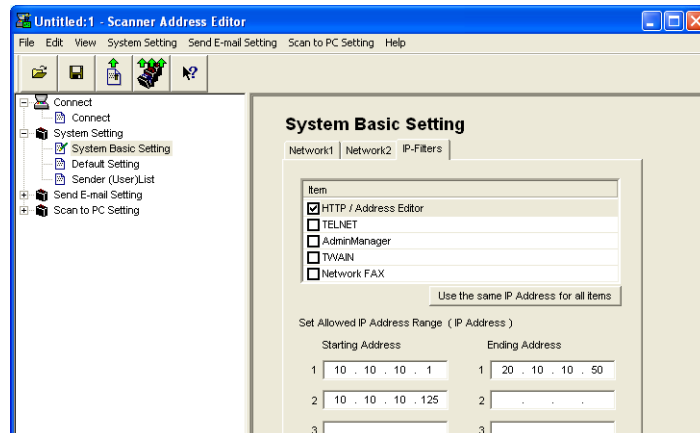 Untitled:1 - Scanner Address Editor
File Edit View System Setting Send E-mail Setting Scan to PC Setting Help
Connect
Connect
System Setting
System Basic Setting
Default Setting
Sender (User)List
Send E-mail Setting
Scan to PC Setting
System Basic Setting
Network1 Network2 IP-Filters
Item
HTTP / Address Editor
TELNET
AdminManager
TWAIN
Network FAX
Use the same IP Address for all items
Set Allowed IP Address Range ( IP Address )
Starting Address Ending Address
1 10 . 10 . 10 . 1 1 20 . 10 . 10 . 50
2 10 . 10 . 10 . 125 2 . . .
3 3